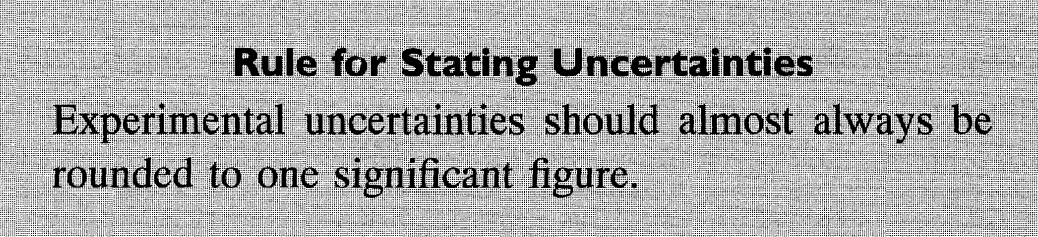 Rule for Stating Uncertainties
Experimental uncertainties should almost always be
rounded to one significant figure.